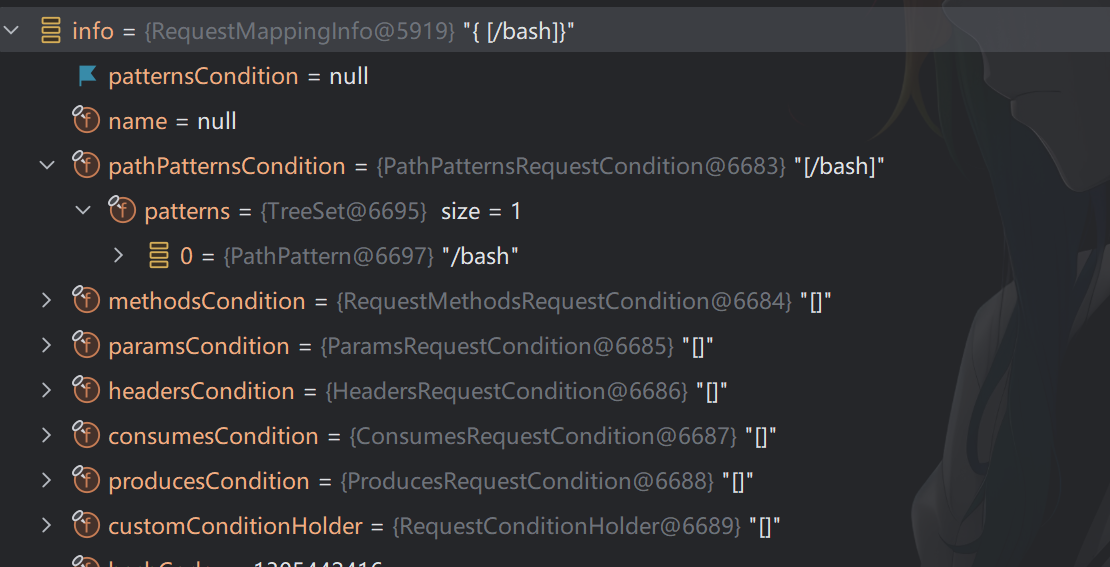 info = {RequestMappingInfo@5919} "{ [/bash]}"
patternsCondition = null
f name = null
f pathPatternsCondition = {PathPatternsRequestCondition@6683} "[/bash]"
f patterns = {TreeSet@6695} size = 1
0 = {PathPattern@6697} "/bash"
f methodsCondition = {RequestMethodsRequestCondition@6684} "[]"
f paramsCondition = {ParamsRequestCondition@6685} "[]"
f headersCondition = {HeadersRequestCondition@6686} "[]"
f consumesCondition = {ConsumesRequestCondition@6687} "[]"
f producesCondition = {ProducesRequestCondition@6688} "[]"
f customConditionHolder = {RequestConditionHolder@6689} "[]"